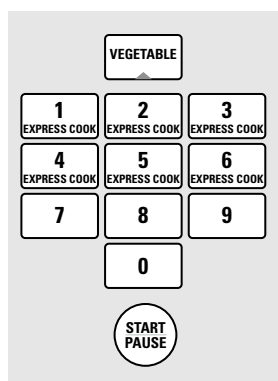 VEGETABLE
1 2 3
EXPRESS COOK EXPRESS COOK EXPRESS COOK
4 5 6
EXPRESS COOK EXPRESS COOK EXPRESS COOK
7 8 9
0
START
PAUSE